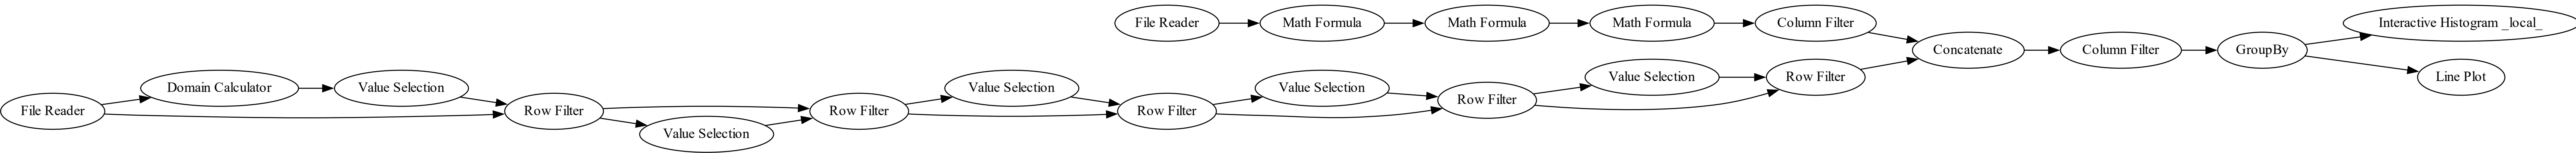 File Reader
Math Formula
Math Formula
Math Formula
Column Filter
Interactive Histogram _local_
Concatenate
Column Filter
GroupBy
Domain Calculator
Value Selection
Value Selection
Value Selection
Value Selection
Row Filter
Line Plot
File Reader
Row Filter
Row Filter
Row Filter
Row Filter
Value Selection